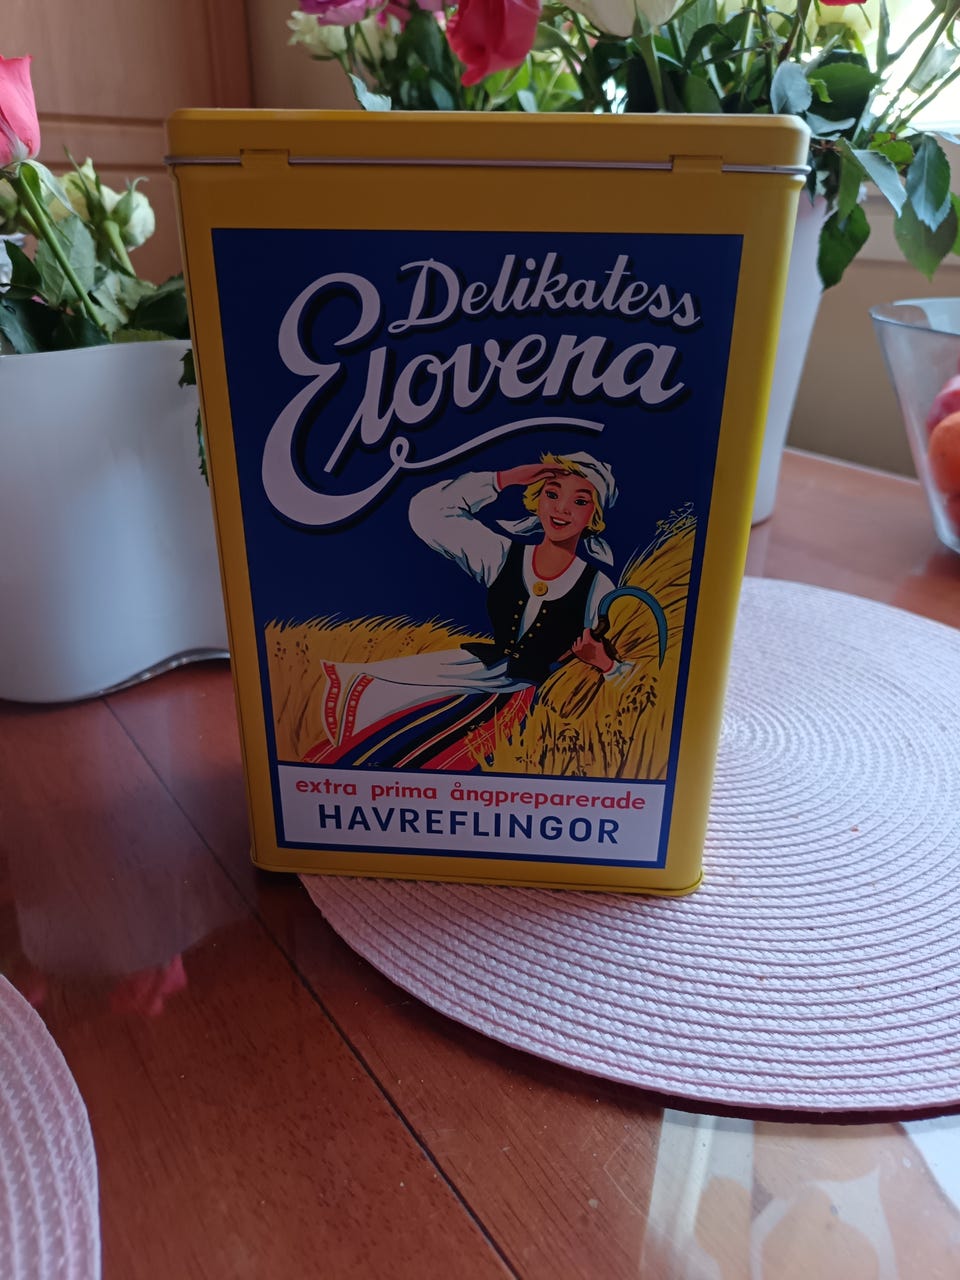 Delikatess
Elovena
extra prima ångpreparerade
HAVREFLINGOR